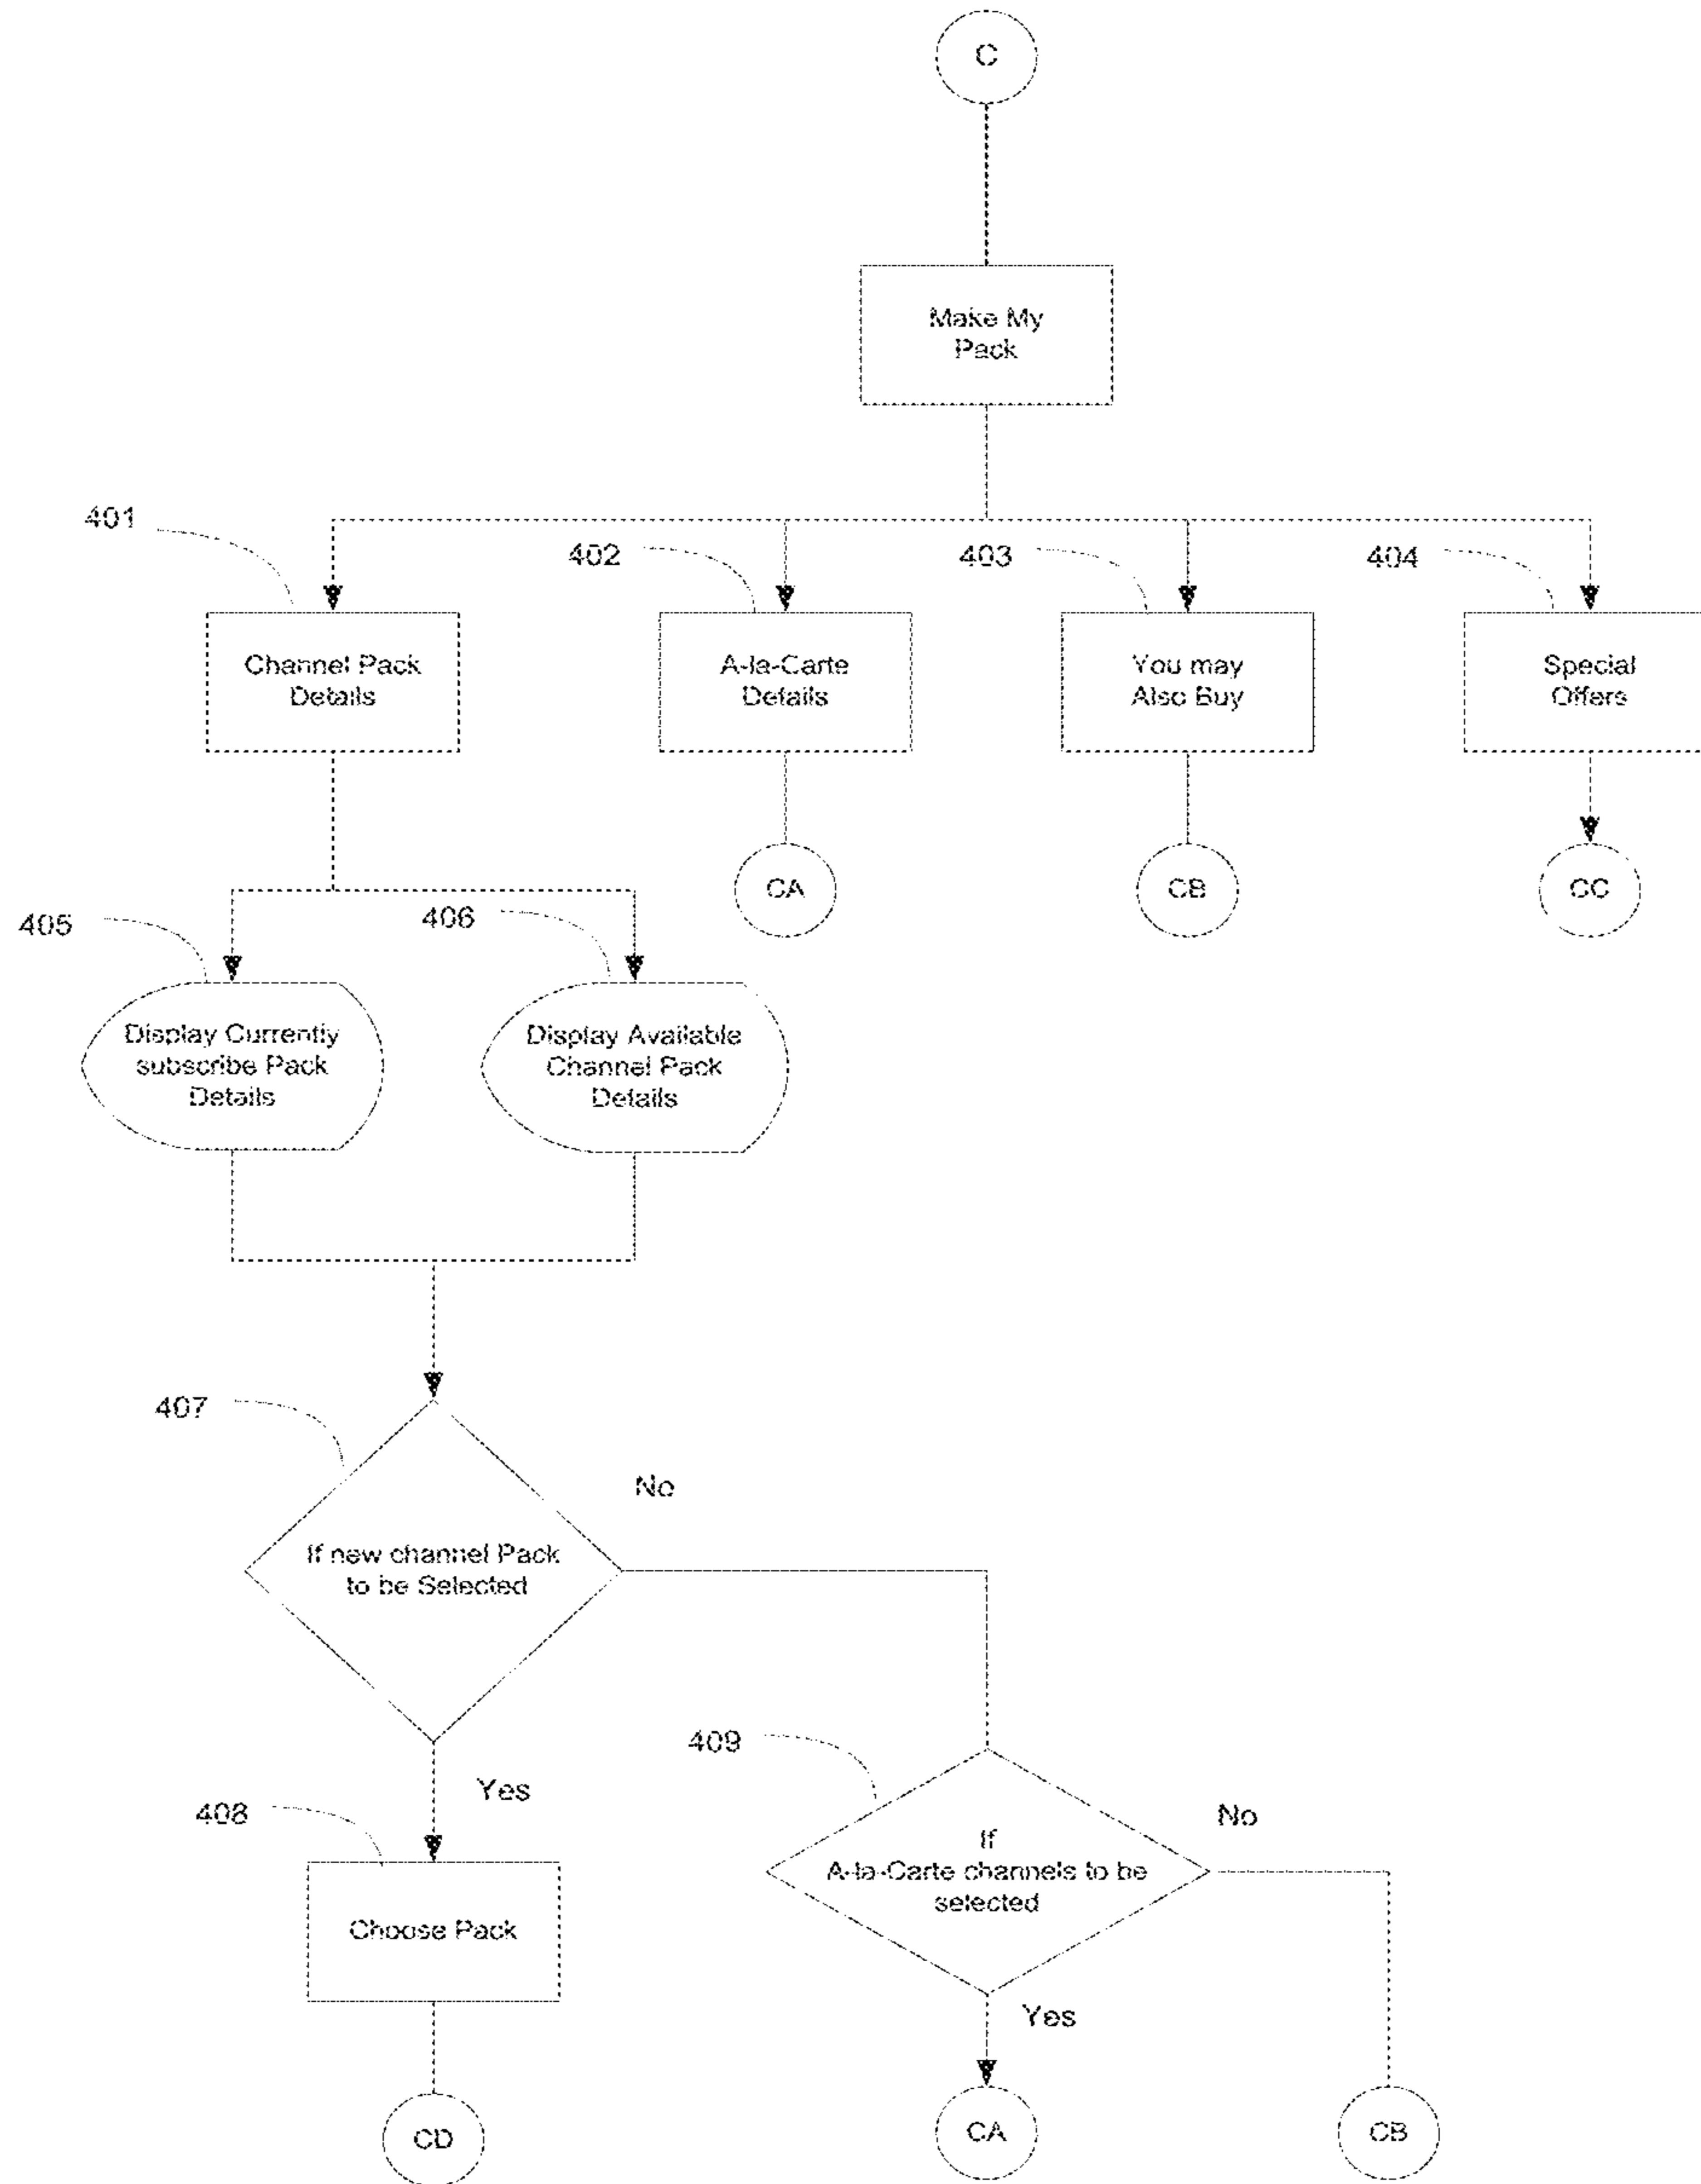 C
Make My
Pack
401
402
403
404
Channel Pack
Details
A-la-Carte
Details
You may
Also Buy
Special
Offers
CA
CB
CC
405
406
Display Currently
subscribe Pack
Details
Display Available
Channel Pack
Details
407
No
If new channel Pack
to be Selected
Yes
408
409
No
If
A-la-Carte channels to be
selected
Choose Pack
Yes
CD
CA
CB